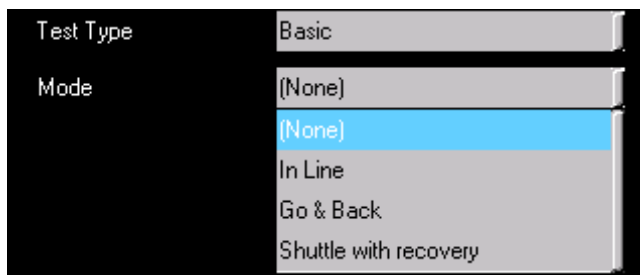 Test Type Basic
Mode (None)
(None)
In Line
Go & Back
Shuttle with recovery